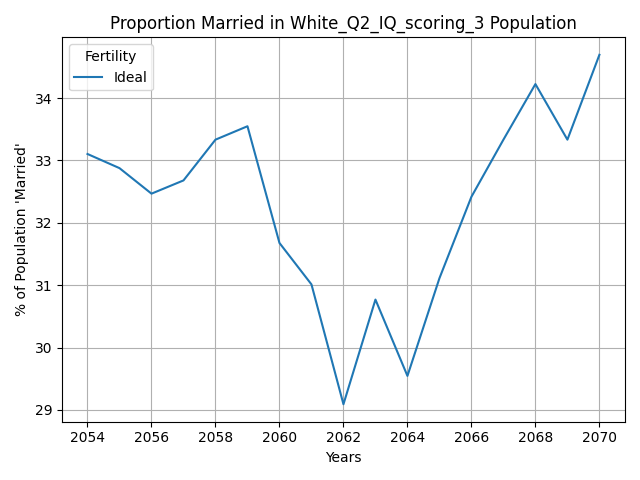 Proportion Married in White_Q2_IQ_scoring_3 Population
Fertility
Ideal
% of Population 'Married'
34
33
32
31
30
29
2054 2056 2058 2060 2062 2064 2066 2068 2070
Years